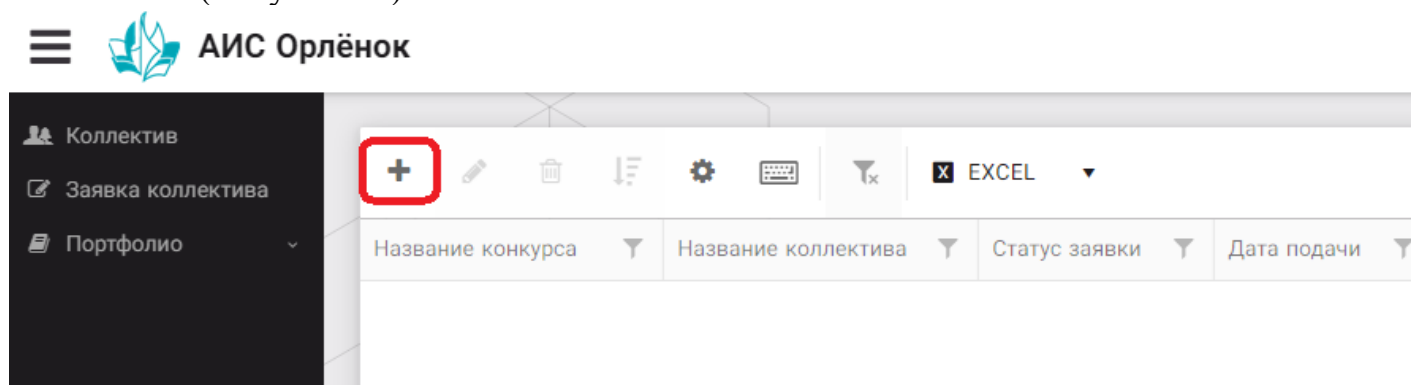 АИС Орлёнок
Коллектив
Заявка коллектива
Портфолио
X EXCEL
Название конкурса
Название коллектива
Статус заявки
Дата подачи